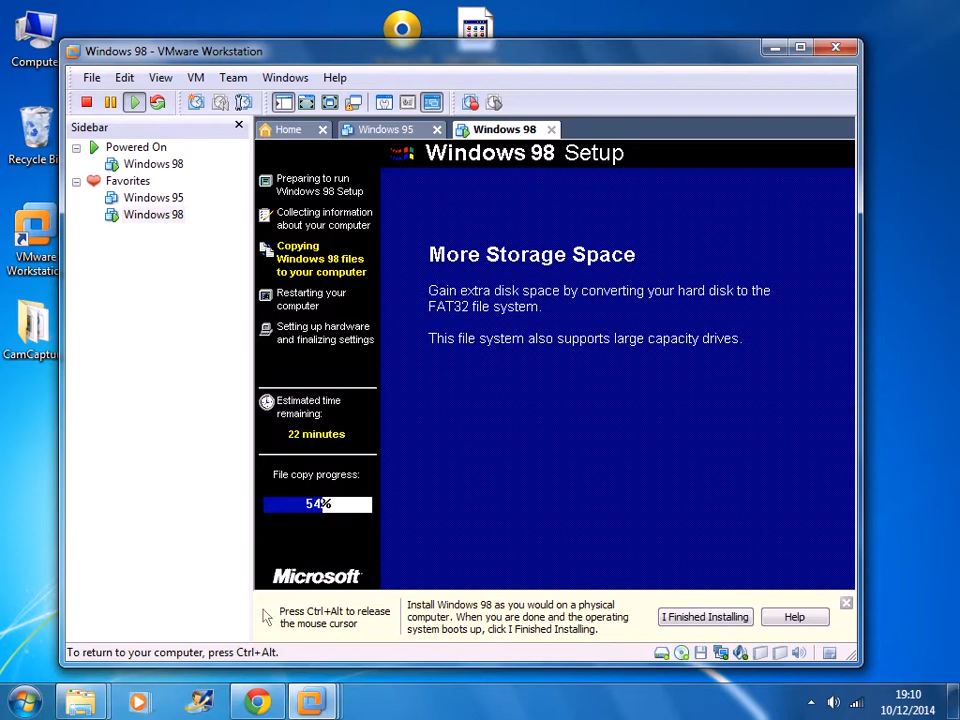 Compute
Recycle Bi
VMware
Workstatio
CamCaptu
Windows 98 - VMware Workstation
File Edit View VM Team Windows Help
Sidebar
Powered On
Windows 98
Favorites
Windows 95
Windows 98
Home
Windows 95
Windows 98
Windows 98 Setup
Preparing to run
Windows 98 Setup
Collecting information
about your computer
Copying
Windows 98 files
to your computer
Restarting your
computer
Setting up hardware
and finalizing settings
Estimated time
remaining:
22 minutes
File copy progress:
54%
Microsoft
More Storage Space
Gain extra disk space by converting your hard disk to the
FAT32 file system.
This file system also supports large capacity drives.
Press Ctrl+Alt to release
the mouse cursor
Install Windows 98 as you would on a physical
computer. When you are done and the operating
system boots up, click I Finished Installing.
I Finished Installing
Help
To return to your computer, press Ctrl+Alt.
19:10
10/12/2014